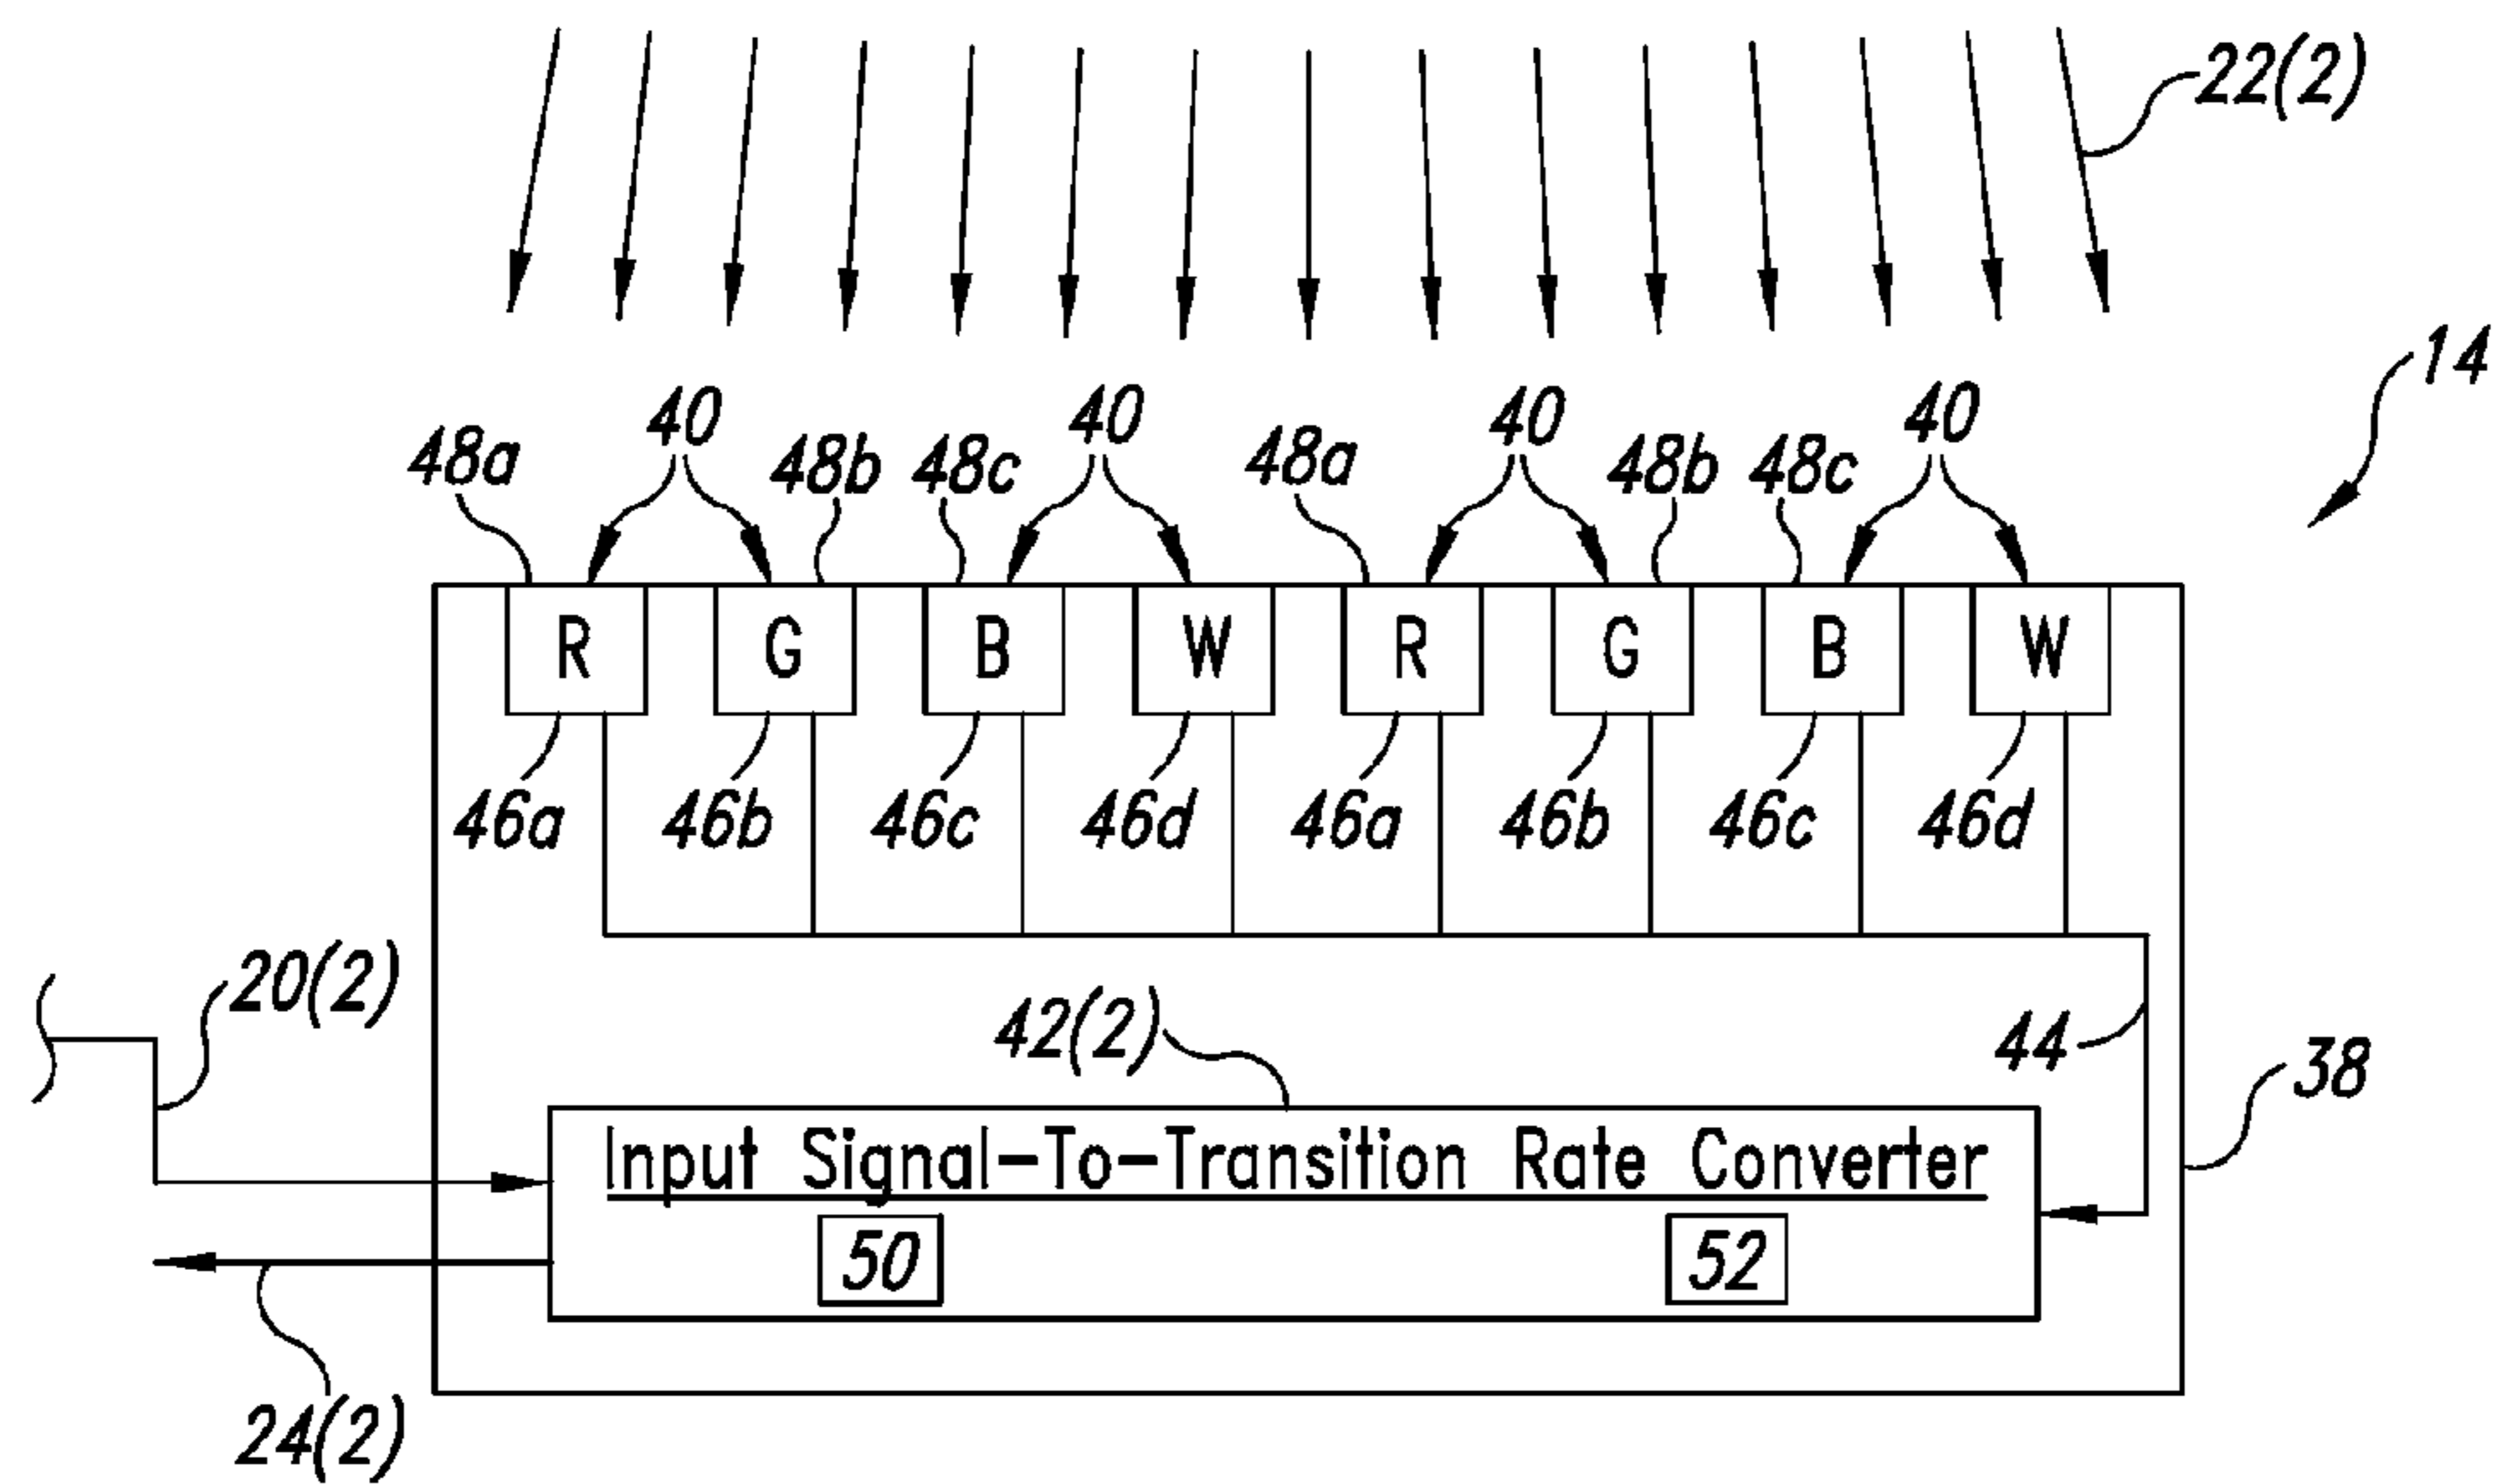 22(2)
14
40 40 40 40
48a 48b 48c 48a 48b 48c
R G B W R G B W
46a 46b 46c 46d 46a 46b 46c 46d
20(2)
42(2)
44
38
Input Signal-To-Transition Rate Converter
50 52
24(2)